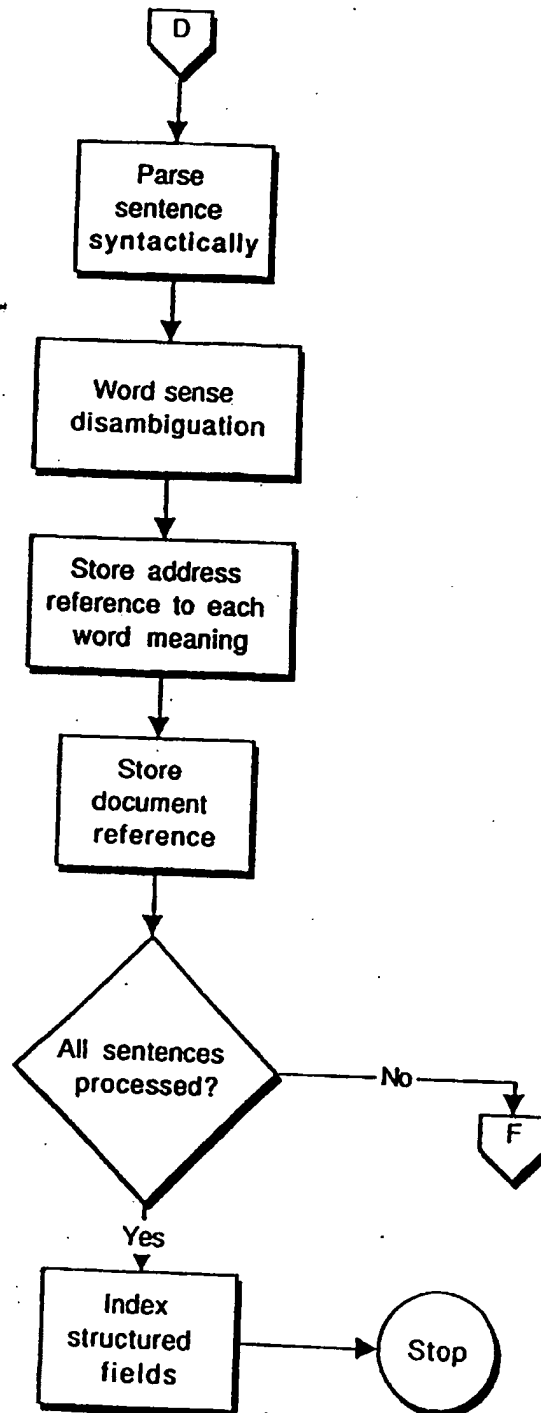 D
Parse
sentence
syntactically
Word sense
disambiguation
Store address
reference to each
word meaning
Store
document
reference
All sentences
processed?
No
F
Yes
Index
structured
fields
Stop